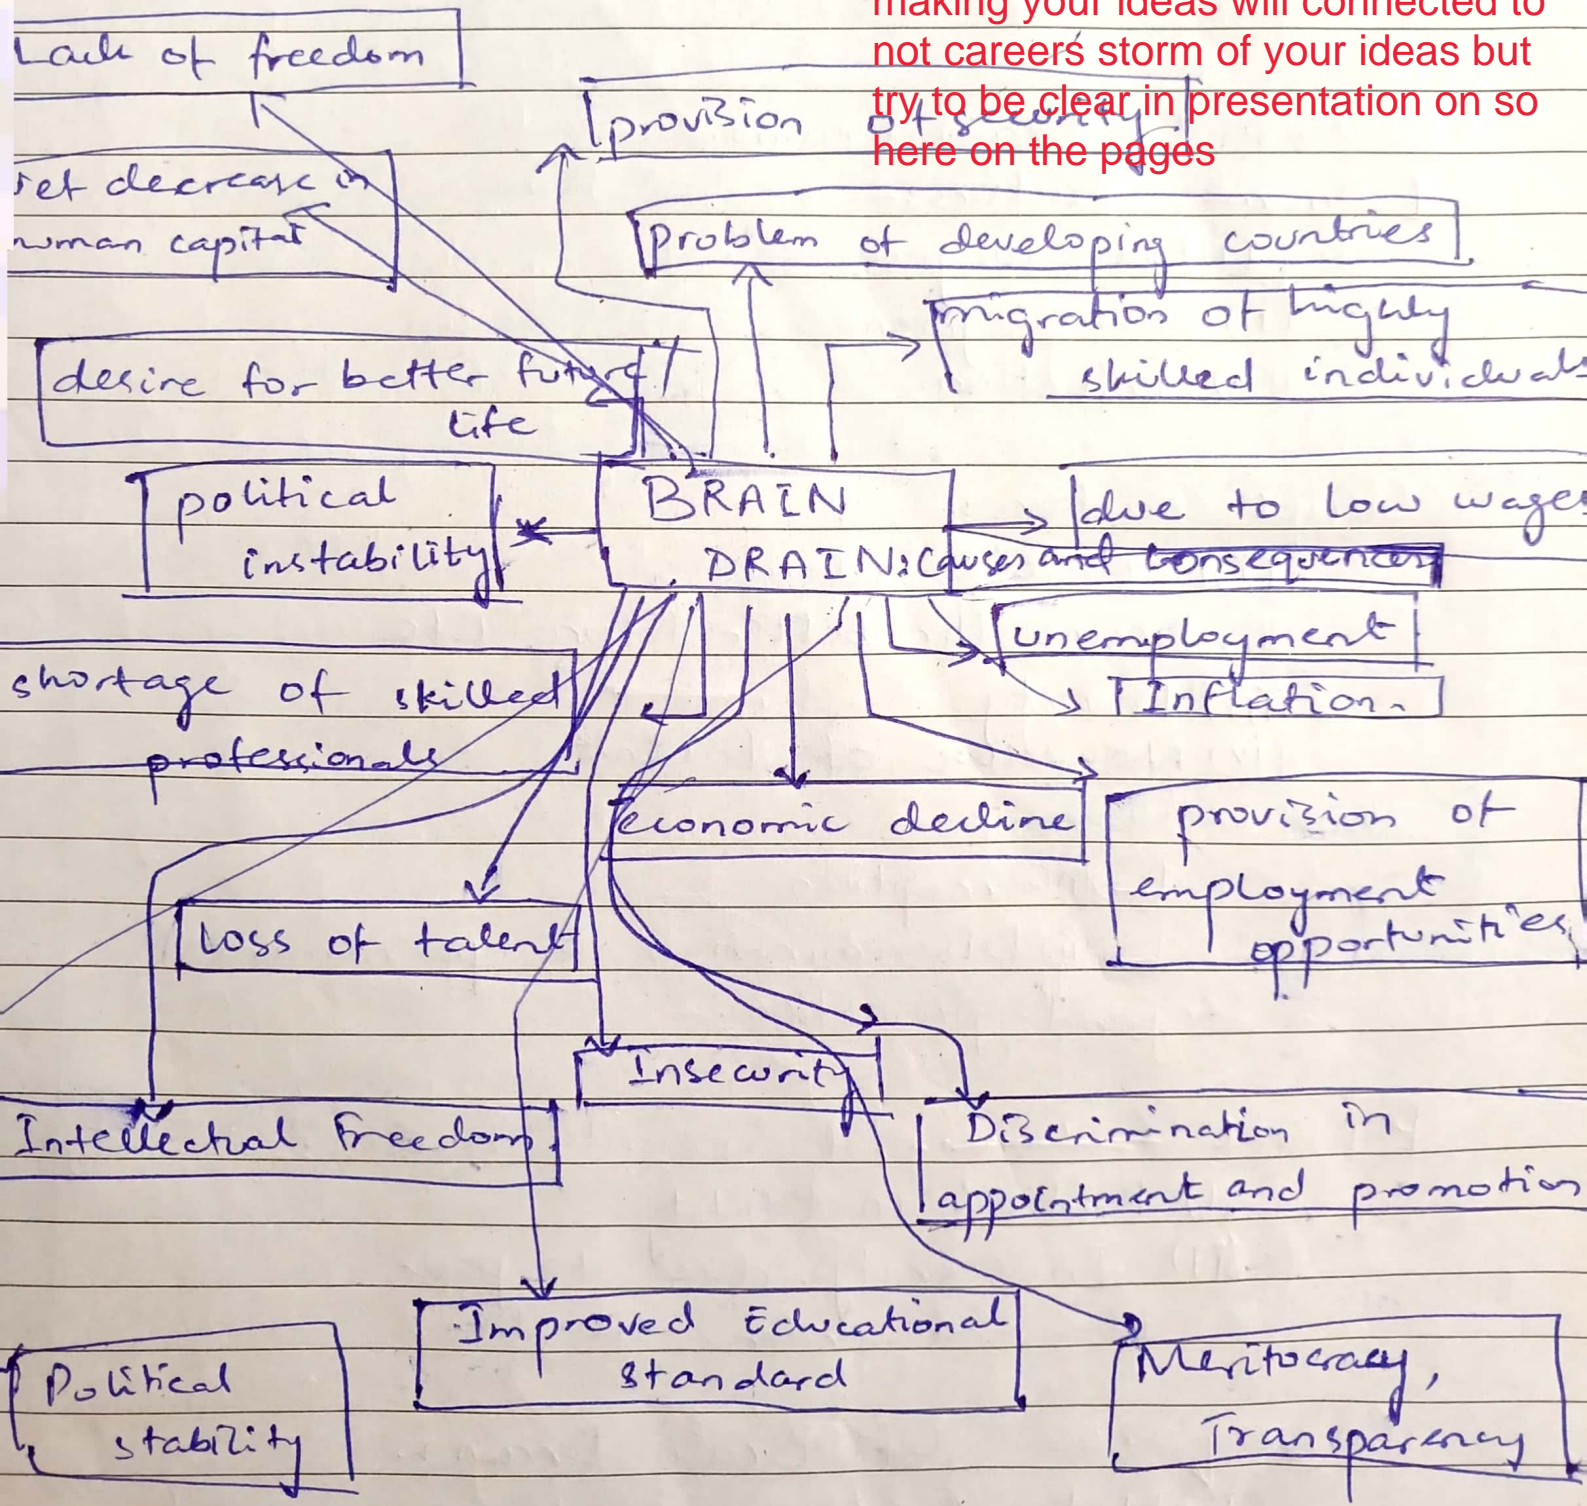 making your ideas will connected to
not careers storm of your ideas but
try to be clear in presentation on so
here on the pages
Lack of freedom
provision of security.
decrease in
capital
problem of developing countries
migration of highly
skilled individuals
desire for better future/
life
political
instability
BRAIN
DRAIN: Causes and Consequences
due to low wages
unemployment
Inflation.
shortage of skilled
professionals
economic decline
provision of
employment
opportunities
Loss of talent
Insecurity
Intellectual Freedom
Discrimination in
appointment and promotion
Improved Educational
Standard
Political
stability
Meritocracy,
Transparency